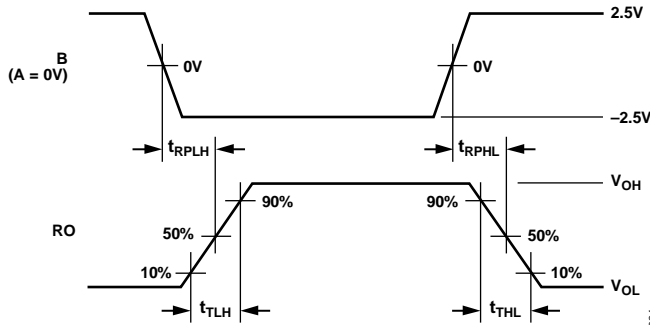 2.5V
B
(A = 0V)
0V
0V
–2.5V
tRPLH
tRPHL
VOH
90%
90%
RO
50%
50%
10%
10%
VOL
tTLH
tTHL